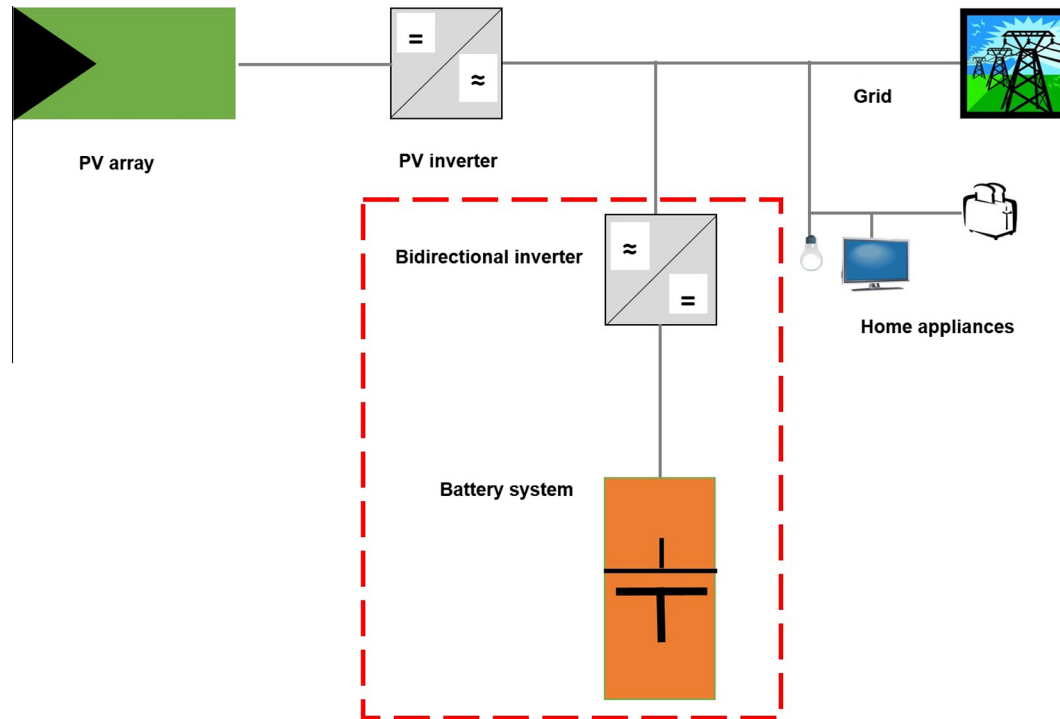 =
≈
Grid
PV array
PV inverter
Bidirectional inverter
≈
=
Home appliances
Battery system